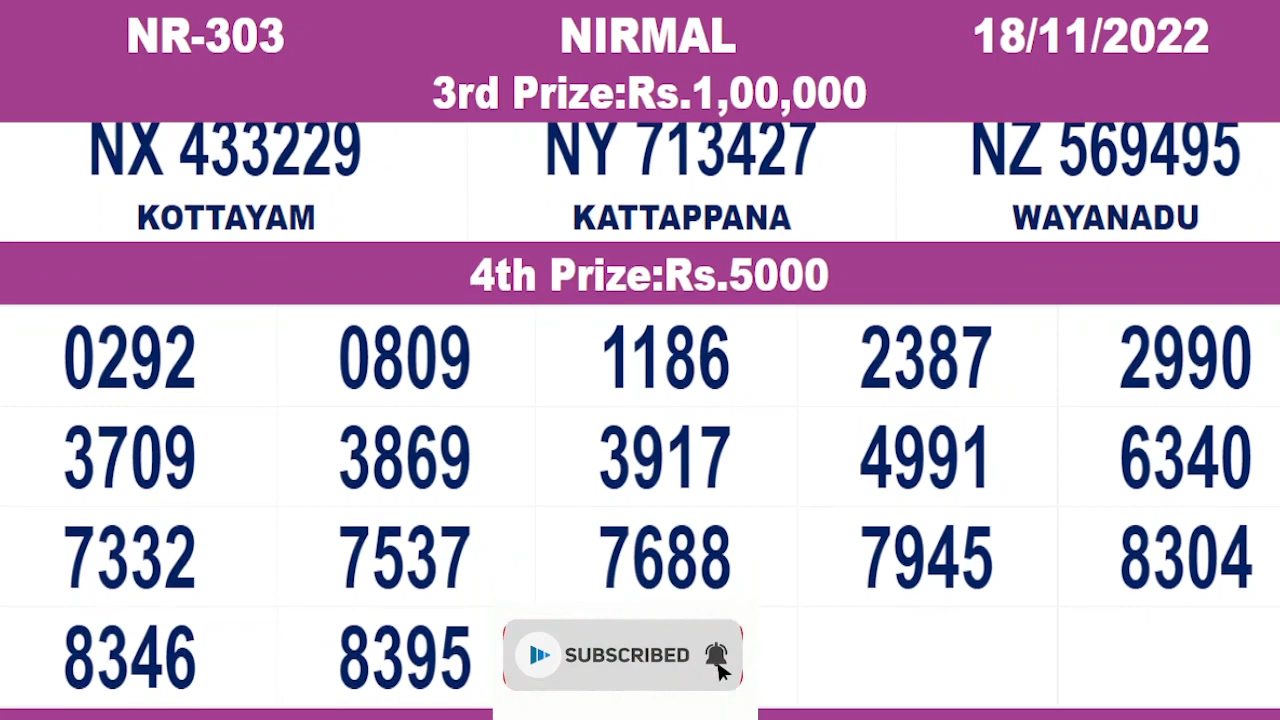 NR-303 NIRMAL 18/11/2022
3rd Prize:Rs.1,00,000
NX 433229 NY 713427 NZ 569495
KOTTAYAM KATTAPPANA WAYANADU
4th Prize:Rs.5000
0292 0809 1186 2387 2990
3709 3869 3917 4991 6340
7332 7537 7688 7945 8304
8346 8395
SUBSCRIBED